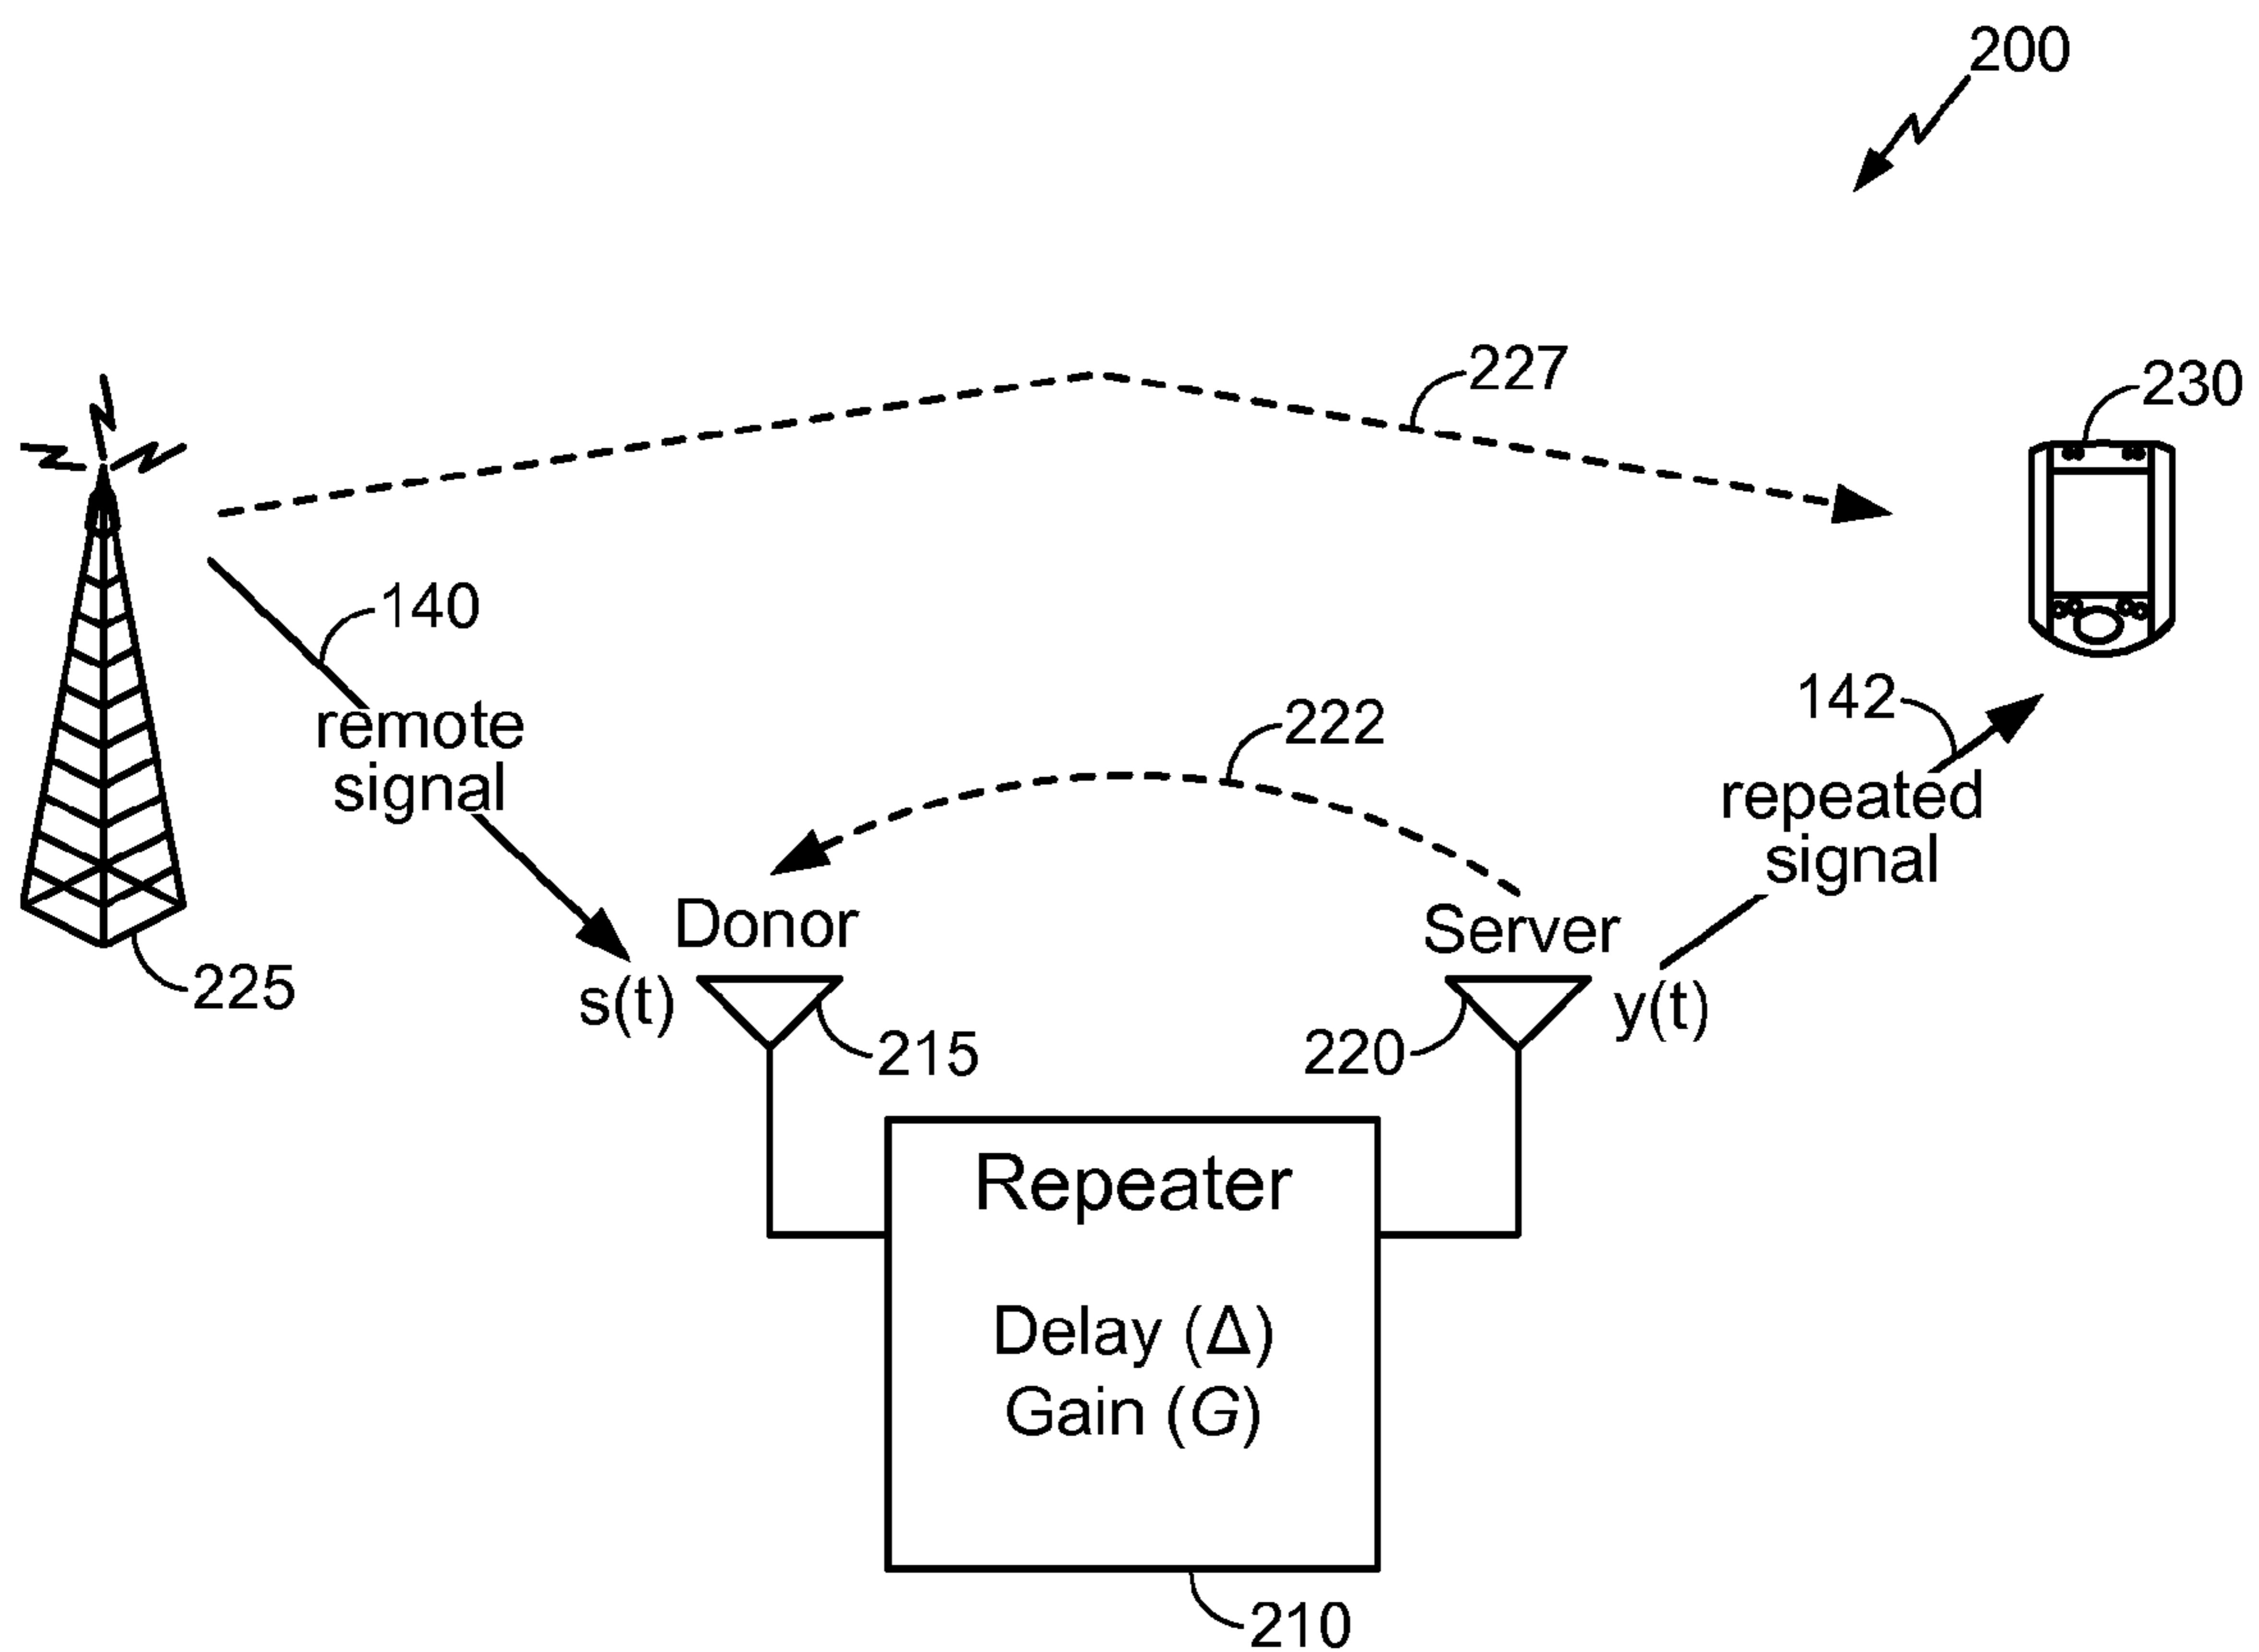 200
227
230
140
remote
signal
222
142
repeated
signal
Donor
Server
225
s(t)
215
220
y(t)
Repeater
Delay (Δ)
Gain (G)
210